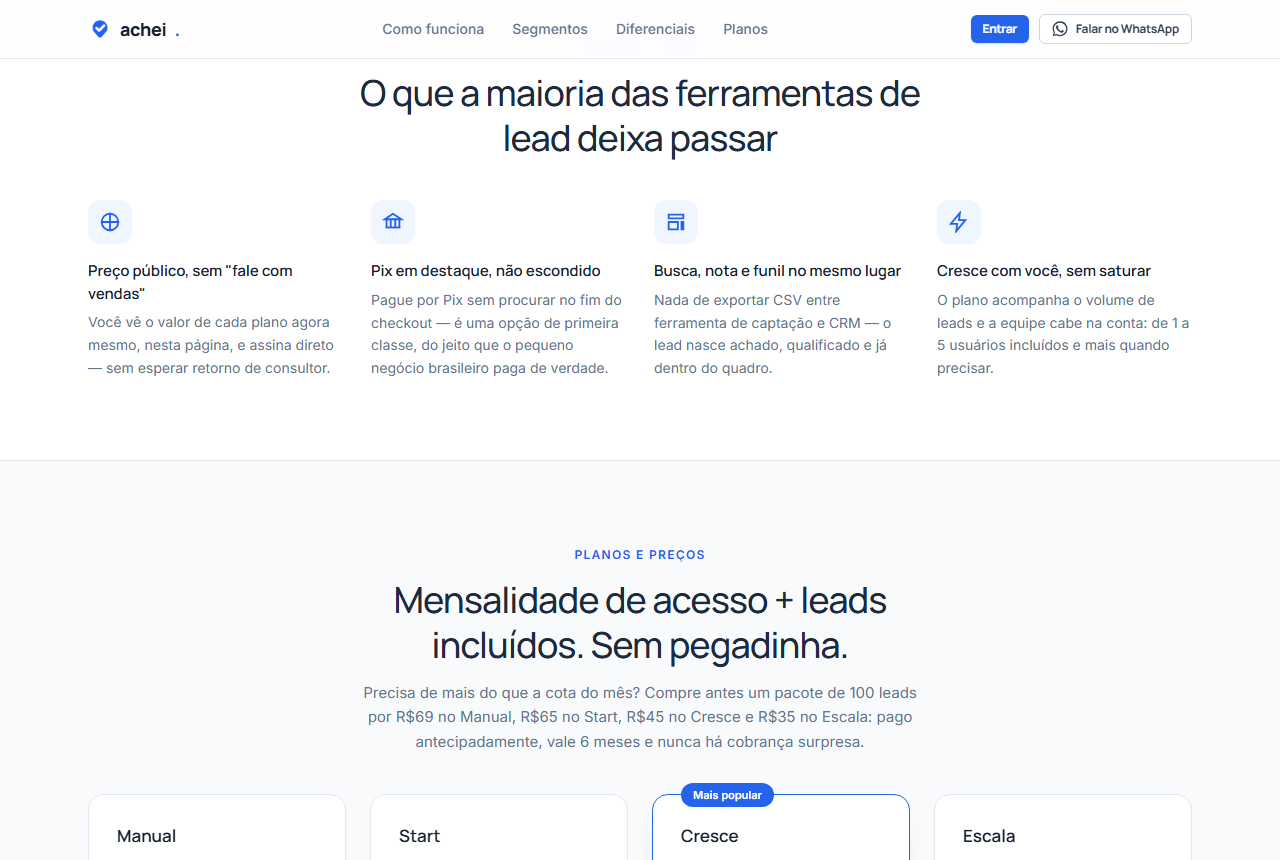 achei .
Como funciona
Segmentos
Diferenciais
Planos
Entrar
Falar no WhatsApp
O que a maioria das ferramentas de
lead deixa passar
Preço público, sem "fale com
vendas"
Você vê o valor de cada plano agora
mesmo, nesta página, e assina direto
— sem esperar retorno de consultor.
Pix em destaque, não escondido
Pague por Pix sem procurar no fim do
checkout — é uma opção de primeira
classe, do jeito que o pequeno
negócio brasileiro paga de verdade.
Busca, nota e funil no mesmo lugar
Nada de exportar CSV entre
ferramenta de captação e CRM — o
lead nasce achado, qualificado e já
dentro do quadro.
Cresce com você, sem saturar
O plano acompanha o volume de
leads e a equipe cabe na conta: de 1 a
5 usuários incluídos e mais quando
precisar.
PLANOS E PREÇOS
Mensalidade de acesso + leads
incluídos. Sem pegadinha.
Precisa de mais do que a cota do mês? Compre antes um pacote de 100 leads
por R$69 no Manual, R$65 no Start, R$45 no Cresce e R$35 no Escala: pago
antecipadamente, vale 6 meses e nunca há cobrança surpresa.
Manual
Start
Mais popular
Cresce
Escala